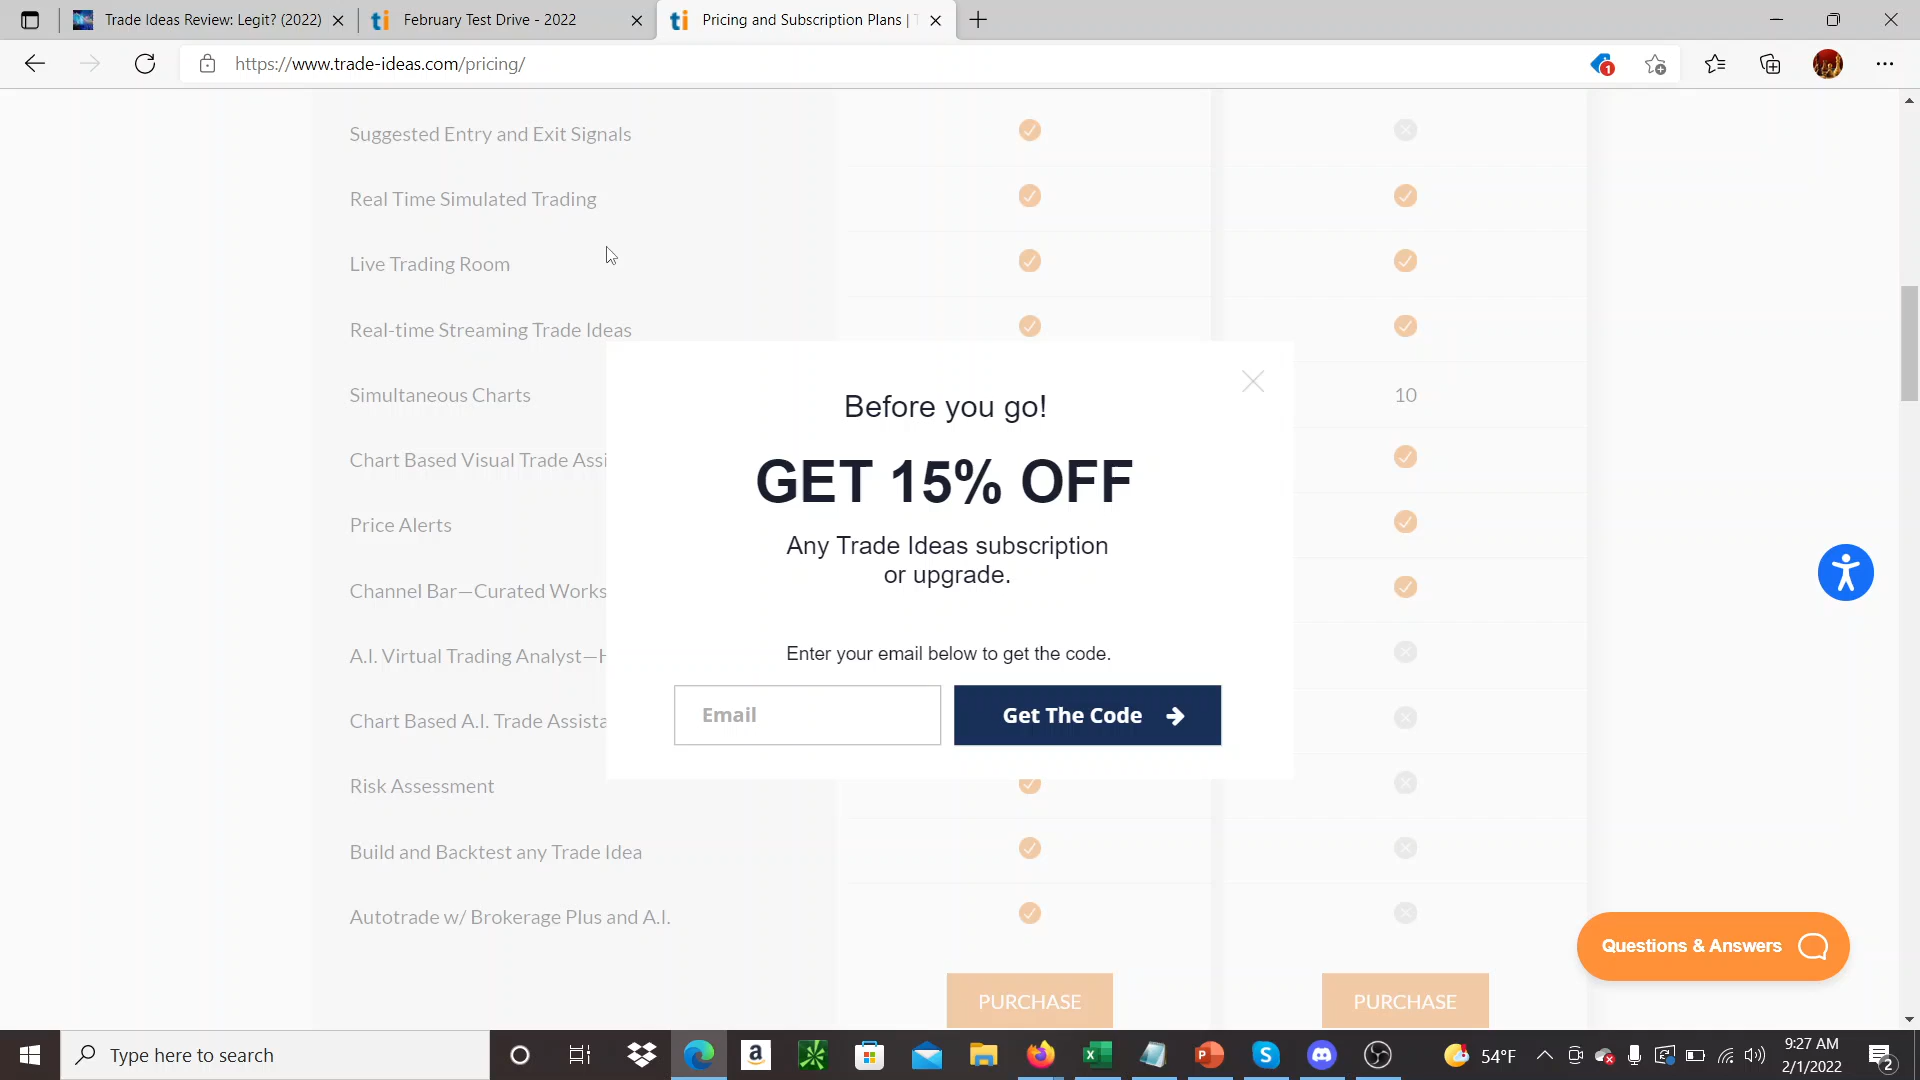 Trade Ideas Review: Legit? (2022)
February Test Drive - 2022
Pricing and Subscription Plans |
https://www.trade-ideas.com/pricing/
1
Suggested Entry and Exit Signals
Real Time Simulated Trading
Live Trading Room
Real-time Streaming Trade Ideas
Simultaneous Charts
10
Chart Based Visual Trade Assi
Price Alerts
Channel Bar—Curated Works
A.I. Virtual Trading Analyst—H
Chart Based A.I. Trade Assista
Risk Assessment
Build and Backtest any Trade Idea
Autotrade w/ Brokerage Plus and A.I.
PURCHASE
PURCHASE
Before you go!
GET 15% OFF
Any Trade Ideas subscription
or upgrade.
Enter your email below to get the code.
Email
Get The Code
Questions & Answers
Type here to search
54°F
9:27 AM
2/1/2022
2